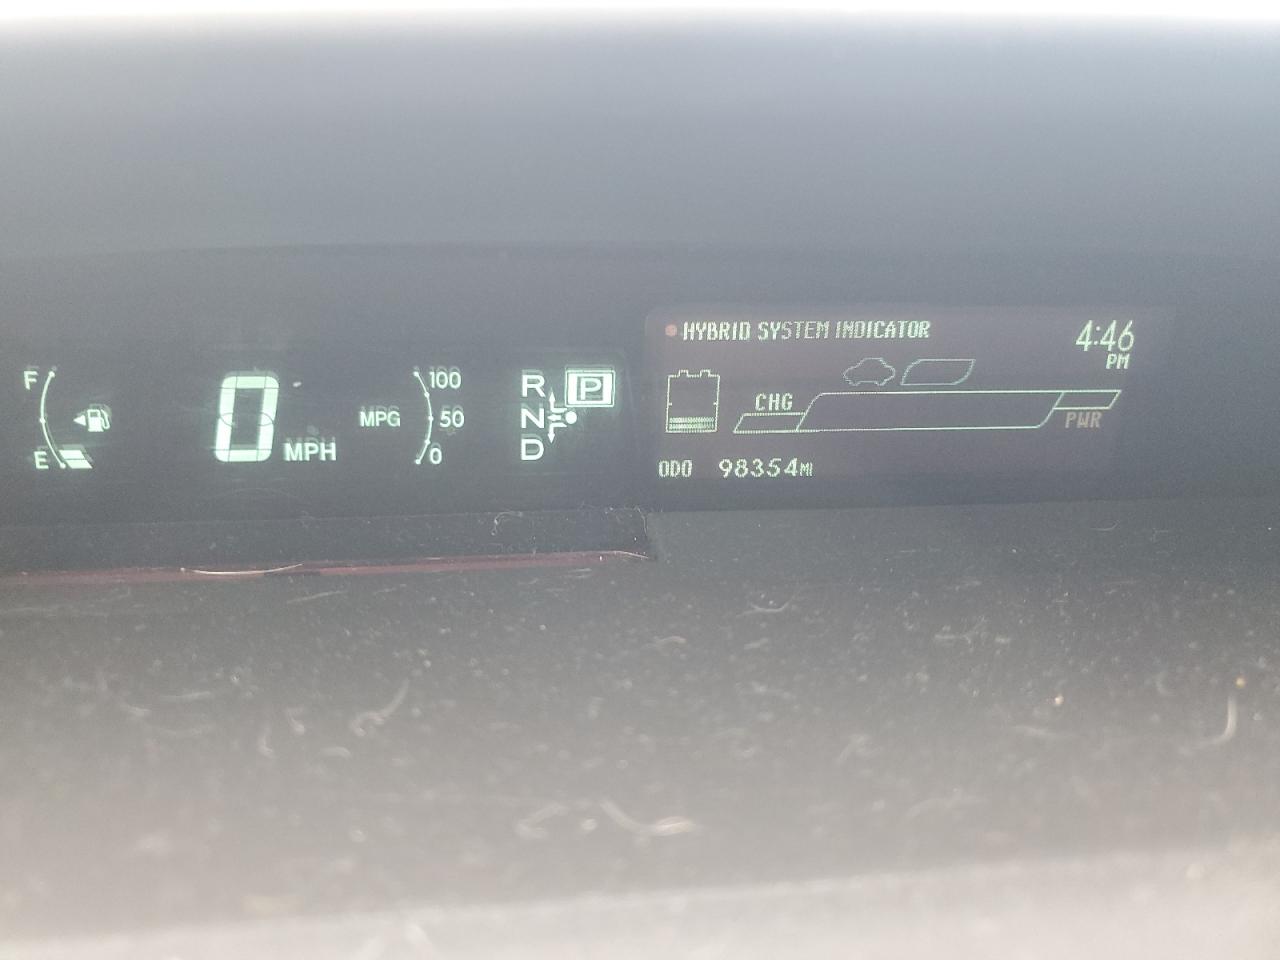 F
E
0
MPH
MPG
100
50
0
R
N
D
P
HYBRID SYSTEM INDICATOR
4:46
PM
CHG
PWR
ODO 98354MI